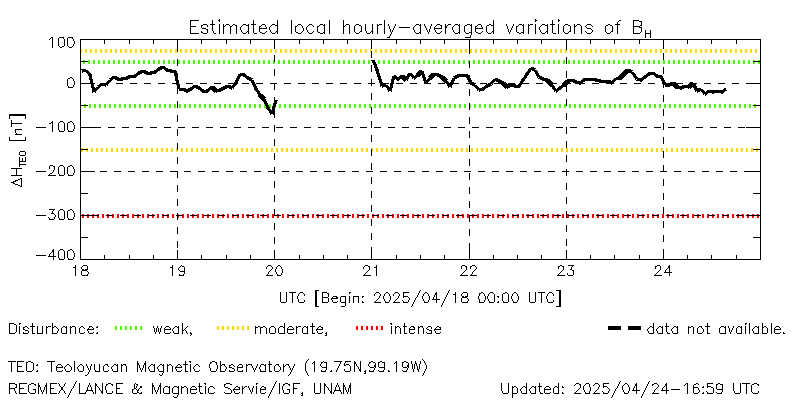 Estimated local hourly-averaged variations of BH
ΔHTEO [nT]
100
0
-100
-200
-300
-400
18 19 20 21 22 23 24
UTC [Begin: 2025/04/18 00:00 UTC]
Disturbance: weak, moderate, intense data not available.
TEO: Teoloyucan Magnetic Observatory (19.75N,99.19W)
REGMEX/LANCE & Magnetic Servie/IGF, UNAM Updated: 2025/04/24-16:59 UTC